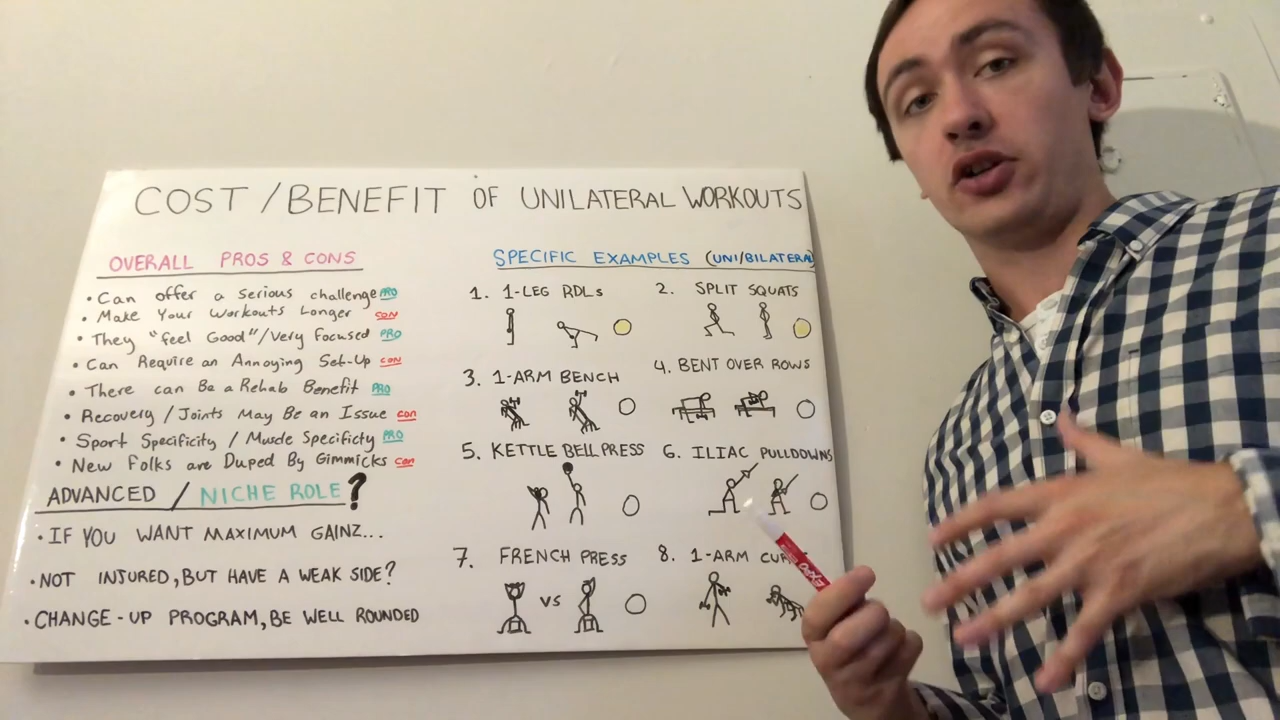 COST/BENEFIT OF UNILATERAL WORKOUTS
OVERALL PROS & CONS
• Can offer a serious challenge PRO
• Make Your Workouts Longer CON
• They "feel Good"/Very Focused PRO
• Can Require an Annoying Set-Up CON
• There can Be a Rehab Benefit PRO
• Recovery / Joints May Be an Issue con
• Sport Specificity / Muscle Specificty PRO
• New Folks are Duped By Gimmicks con
ADVANCED / NICHE ROLE?
• IF YOU WANT MAXIMUM GAINZ...
• NOT INJURED, BUT HAVE A WEAK SIDE?
• CHANGE-UP PROGRAM, BE WELL ROUNDED
SPECIFIC EXAMPLES (UNI/BILATERAL)
1. 1-LEG RDLs
2. SPLIT SQUATS
3. 1-ARM BENCH
4. BENT OVER ROWS
5. KETTLE BELL PRESS
6. ILIAC PULLDOWNS
7. FRENCH PRESS
VS
8. 1-ARM
EXPO